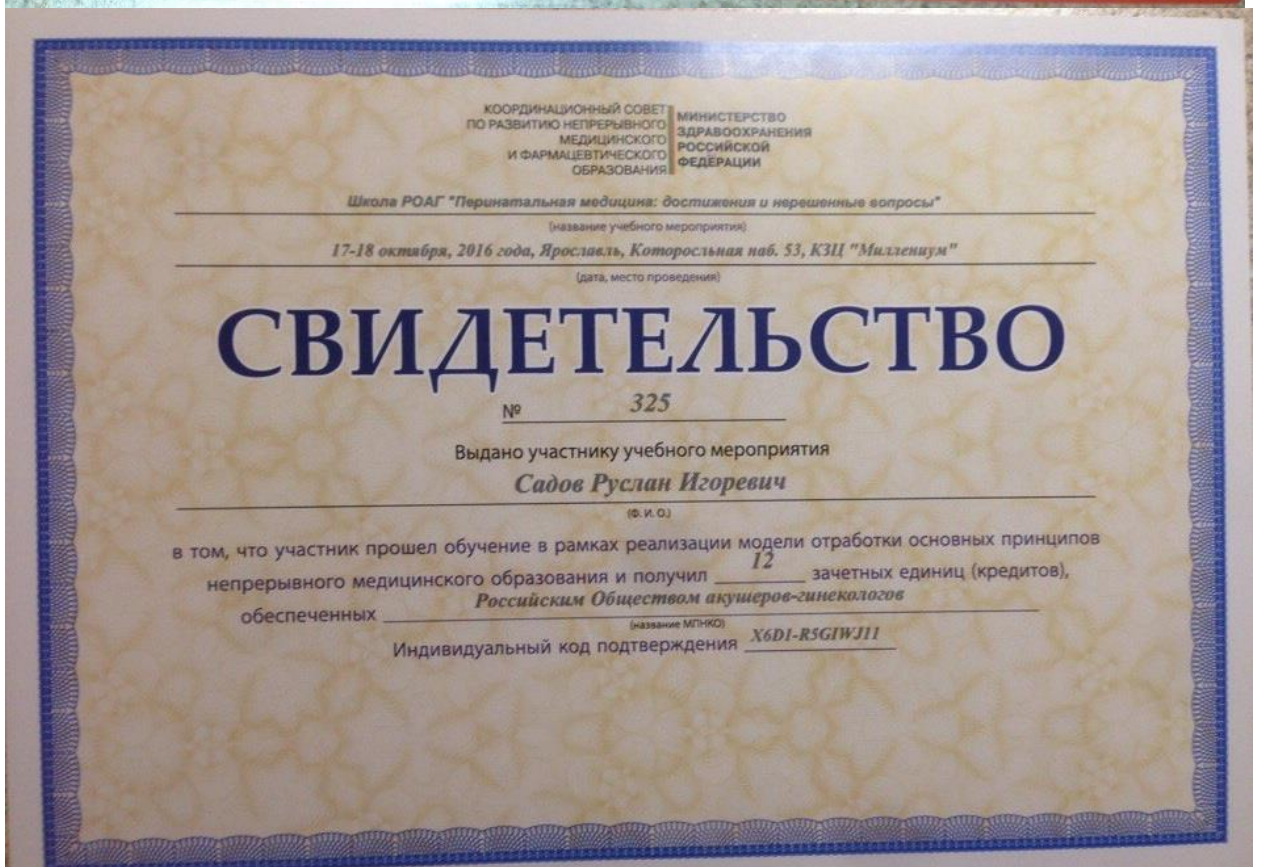 КООРДИНАЦИОННЫЙ СОВЕТ
ПО РАЗВИТИЮ НЕПРЕРЫВНОГО
МЕДИЦИНСКОГО
И ФАРМАЦЕВТИЧЕСКОГО
ОБРАЗОВАНИЯ
МИНИСТЕРСТВО
ЗДРАВООХРАНЕНИЯ
РОССИЙСКОЙ
ФЕДЕРАЦИИ
Школа РОАГ "Перинатальная медицина: достижения и нерешенные вопросы"
(название учебного мероприятия)
17-18 октября, 2016 года, Ярославль, Которосльная наб. 53, КЗЦ "Миллениум"
(дата, место проведения)
СВИДЕТЕЛЬСТВО
№ 325
Выдано участнику учебного мероприятия
Садов Руслан Игоревич
(Ф. И. О.)
в том, что участник прошел обучение в рамках реализации модели отработки основных принципов
непрерывного медицинского образования и получил 12 зачетных единиц (кредитов),
обеспеченных Российским Обществом акушеров-гинекологов
(название МПНКО)
Индивидуальный код подтверждения X6D1-R5GIWJ11